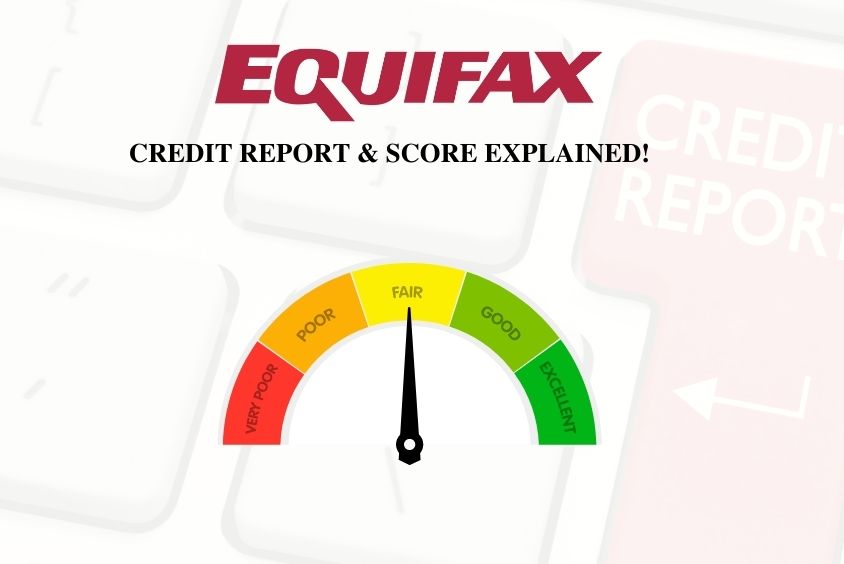 EQUIFAX
CREDIT REPORT & SCORE EXPLAINED!
CREDIT
REPORT
VERY POOR
POOR
FAIR
GOOD
EXCELLENT